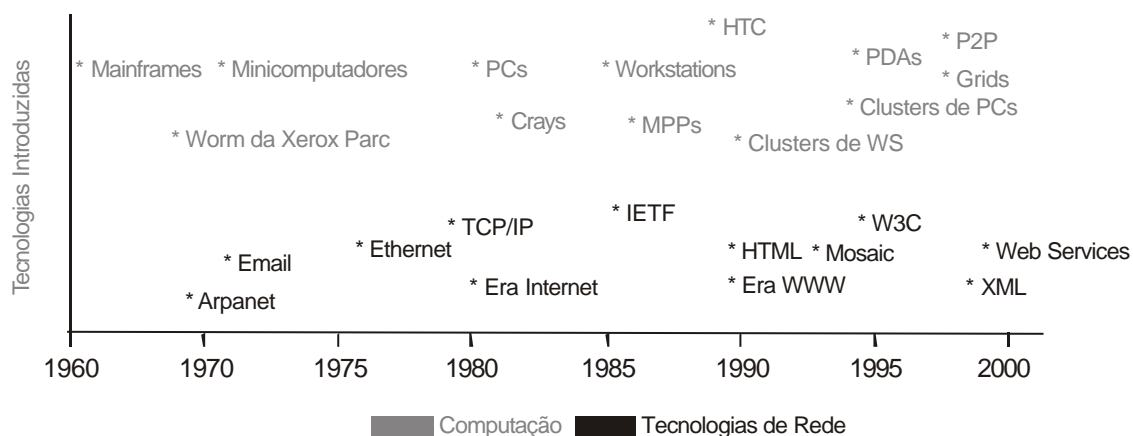 Tecnologias Introduzidas
* HTC
* P2P
* Mainframes
* Minicomputadores
* PCs
* Workstations
* PDAs
* Grids
* Clusters de PCs
* Crays
* MPPs
* Worm da Xerox Parc
* Clusters de WS
* IETF
* TCP/IP
* W3C
* Ethernet
* HTML
* Mosaic
* Web Services
* Email
* Era Internet
* Era WWW
* XML
* Arpanet
1960
1970
1975
1980
1985
1990
1995
2000
Computação
Tecnologias de Rede